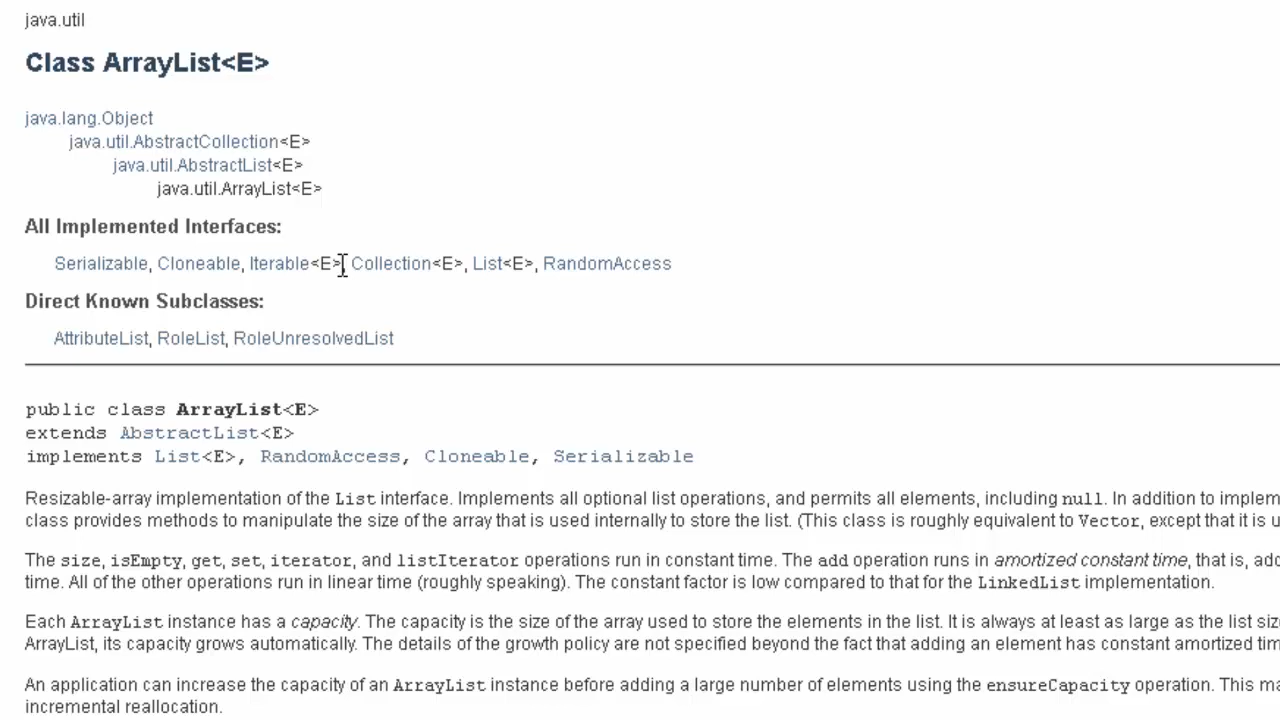 java.util
Class ArrayList<E>
java.lang.Object
java.util.AbstractCollection<E>
java.util.AbstractList<E>
java.util.ArrayList<E>
All Implemented Interfaces:
Serializable, Cloneable, Iterable<E>, Collection<E>, List<E>, RandomAccess
Direct Known Subclasses:
AttributeList, RoleList, RoleUnresolvedList
public class ArrayList<E>
extends AbstractList<E>
implements List<E>, RandomAccess, Cloneable, Serializable
Resizable-array implementation of the List interface. Implements all optional list operations, and permits all elements, including null. In addition to implem
class provides methods to manipulate the size of the array that is used internally to store the list. (This class is roughly equivalent to Vector, except that it is u
The size, isEmpty, get, set, iterator, and listIterator operations run in constant time. The add operation runs in amortized constant time, that is, add
time. All of the other operations run in linear time (roughly speaking). The constant factor is low compared to that for the LinkedList implementation.
Each ArrayList instance has a capacity. The capacity is the size of the array used to store the elements in the list. It is always at least as large as the list siz
ArrayList, its capacity grows automatically. The details of the growth policy are not specified beyond the fact that adding an element has constant amortized tim
An application can increase the capacity of an ArrayList instance before adding a large number of elements using the ensureCapacity operation. This ma
incremental reallocation.